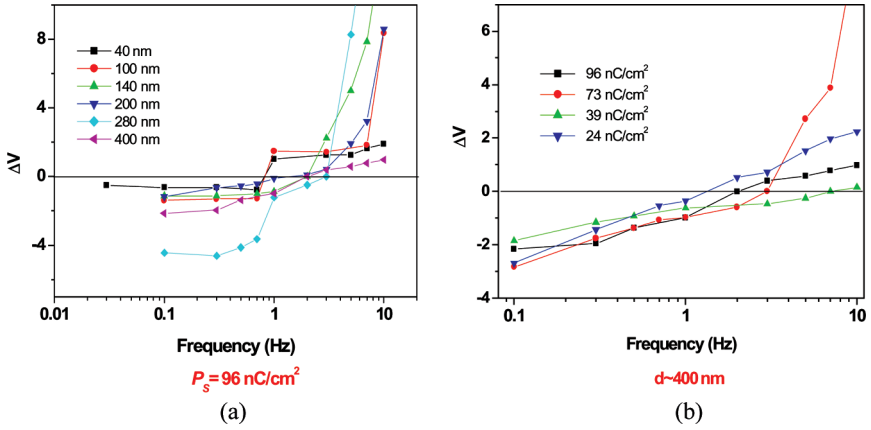 8
4
0
-4
ΔV
40 nm
100 nm
140 nm
200 nm
280 nm
400 nm
0.01 0.1 1 10
Frequency (Hz)
PS= 96 nC/cm²
(a)
6
4
2
0
-2
-4
ΔV
96 nC/cm²
73 nC/cm²
39 nC/cm²
24 nC/cm²
0.1 1 10
Frequency (Hz)
d~400 nm
(b)